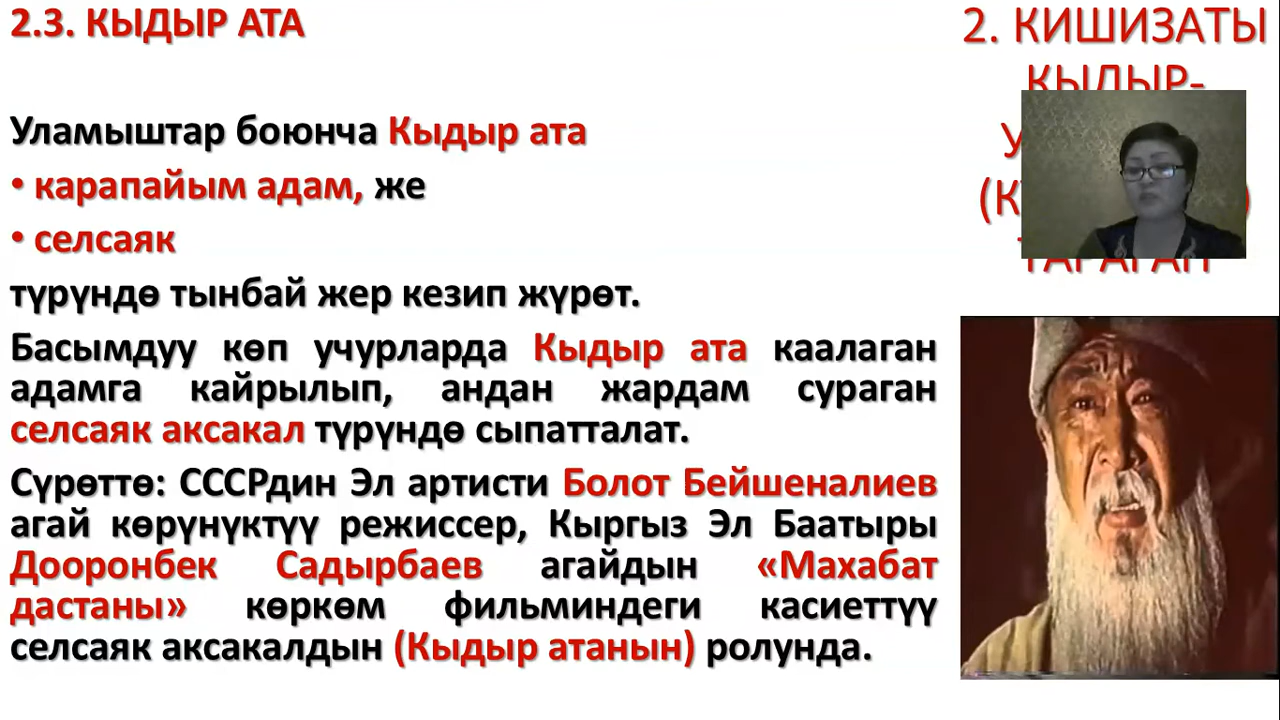 2.3. КЫДЫР АТА
Уламыштар боюнча Кыдыр ата
• карапайым адам, же
• селсаяк
түрүндө тынбай жер кезип жүрөт.
Басымдуу көп учурларда Кыдыр ата каалаган
адамга кайрылып, андан жардам сураган
селсаяк аксакал түрүндө сыпатталат.
Сүрөттө: СССРдин Эл артисти Болот Бейшеналиев
агай көрүнүктүү режиссер, Кыргыз Эл Баатыры
Дооронбек Садырбаев агайдын «Махабат
дастаны» көркөм фильминдеги касиеттүү
селсаяк аксакалдын (Кыдыр атанын) ролунда.
2. КИШИЗАТЫ
КЫДЫР-